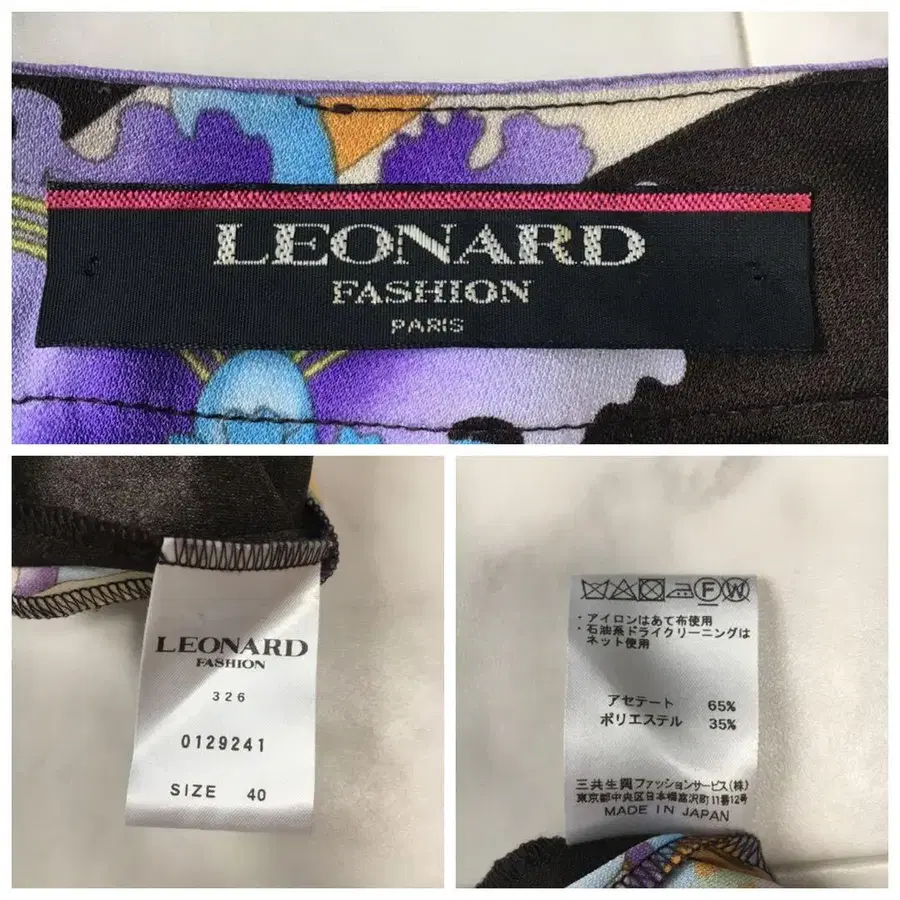 LEONARD
FASHION
PARIS
LEONARD
FASHION
326
0129241
SIZE 40
F W
・アイロンはあて布使用
・石油系ドライクリーニングは
ネット使用
アセテート 65%
ポリエステル 35%
三共生興ファッションサービス(株)
東京都中央区日本橋富沢町11番12号
MADE IN JAPAN